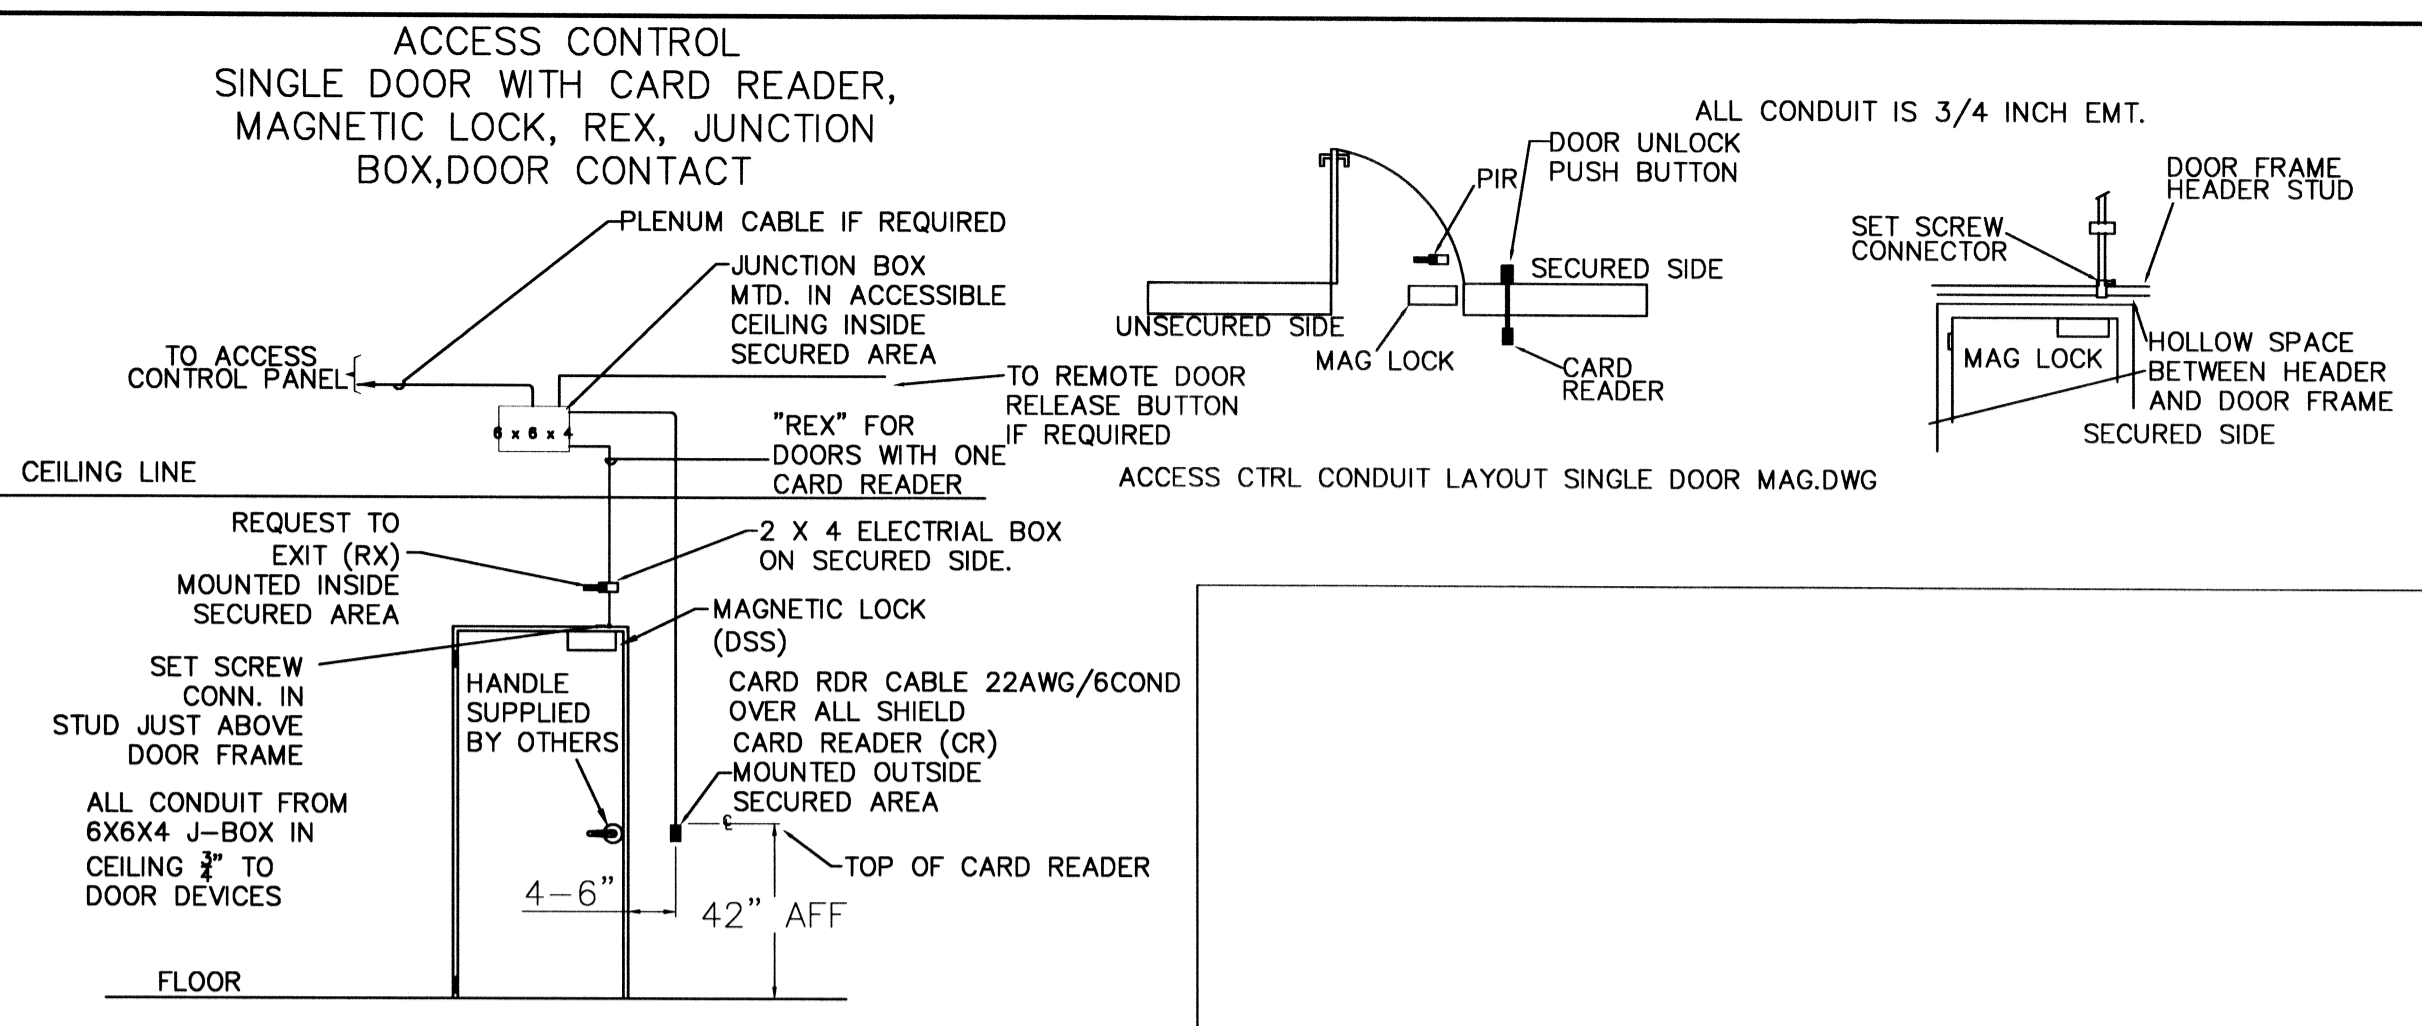 ACCESS CONTROL
SINGLE DOOR WITH CARD READER,
MAGNETIC LOCK, REX, JUNCTION
BOX,DOOR CONTACT
PLENUM CABLE IF REQUIRED
JUNCTION BOX
MTD. IN ACCESSIBLE
CEILING INSIDE
SECURED AREA
TO ACCESS
CONTROL PANEL
TO REMOTE DOOR
RELEASE BUTTON
IF REQUIRED
6 x 6 x 4
"REX" FOR
DOORS WITH ONE
CARD READER
CEILING LINE
REQUEST TO
EXIT (RX)
MOUNTED INSIDE
SECURED AREA
2 X 4 ELECTRIAL BOX
ON SECURED SIDE.
MAGNETIC LOCK
(DSS)
SET SCREW
CONN. IN
STUD JUST ABOVE
DOOR FRAME
HANDLE
SUPPLIED
BY OTHERS
CARD RDR CABLE 22AWG/6COND
OVER ALL SHIELD
CARD READER (CR)
MOUNTED OUTSIDE
SECURED AREA
ALL CONDUIT FROM
6X6X4 J-BOX IN
CEILING 3/4" TO
DOOR DEVICES
℄
TOP OF CARD READER
4-6"
42" AFF
FLOOR
ALL CONDUIT IS 3/4 INCH EMT.
DOOR UNLOCK
PUSH BUTTON
PIR
SECURED SIDE
UNSECURED SIDE
MAG LOCK
CARD
READER
DOOR FRAME
HEADER STUD
SET SCREW
CONNECTOR
MAG LOCK
HOLLOW SPACE
BETWEEN HEADER
AND DOOR FRAME
SECURED SIDE
ACCESS CTRL CONDUIT LAYOUT SINGLE DOOR MAG.DWG